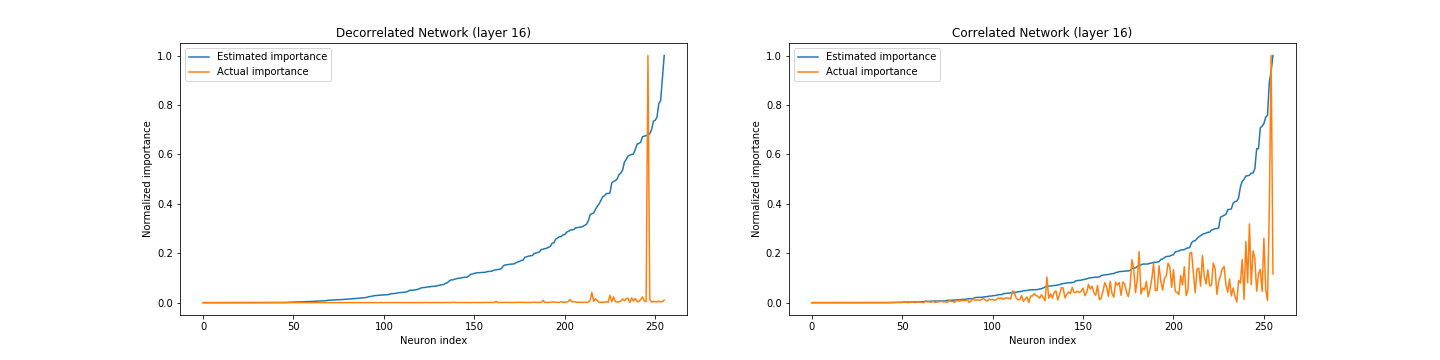 Decorrelated Network (layer 16)
Estimated importance
Actual importance
Normalized importance
1.0
0.8
0.6
0.4
0.2
0.0
0 50 100 150 200 250
Neuron index
Correlated Network (layer 16)
Estimated importance
Actual importance
Normalized importance
1.0
0.8
0.6
0.4
0.2
0.0
0 50 100 150 200 250
Neuron index